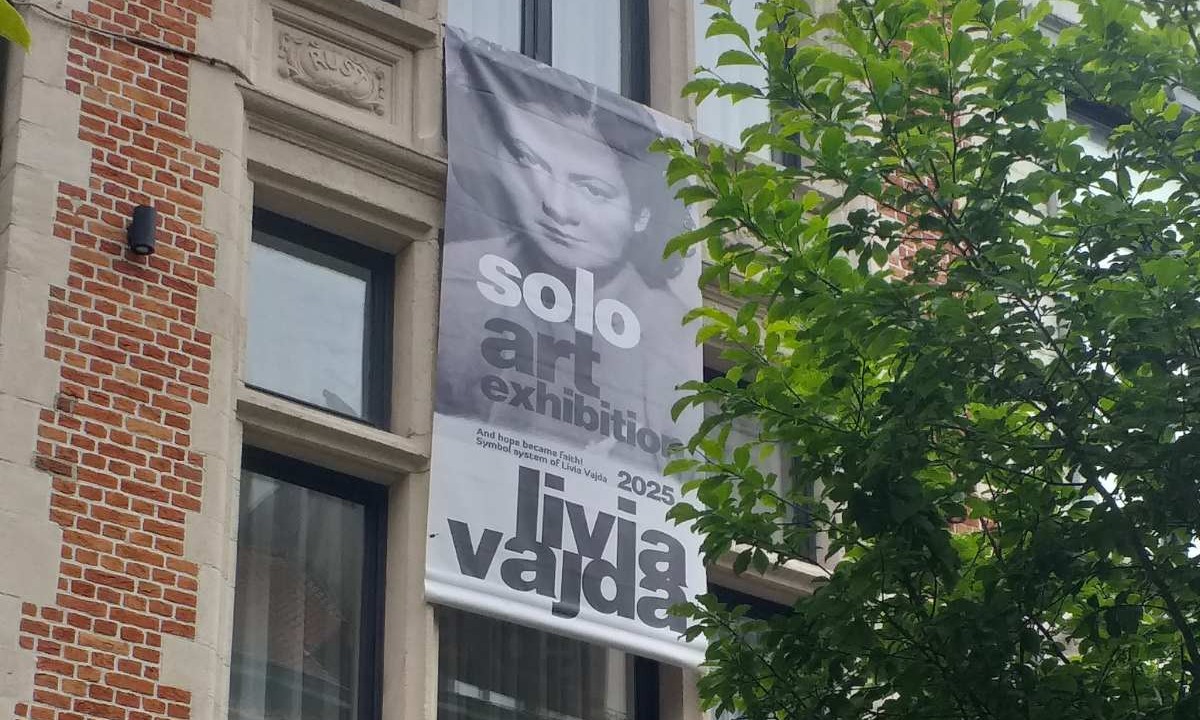 solo
art
exhibition
And hope became faith!
Symbol system of Livia Vajda
2025
livia
vajda